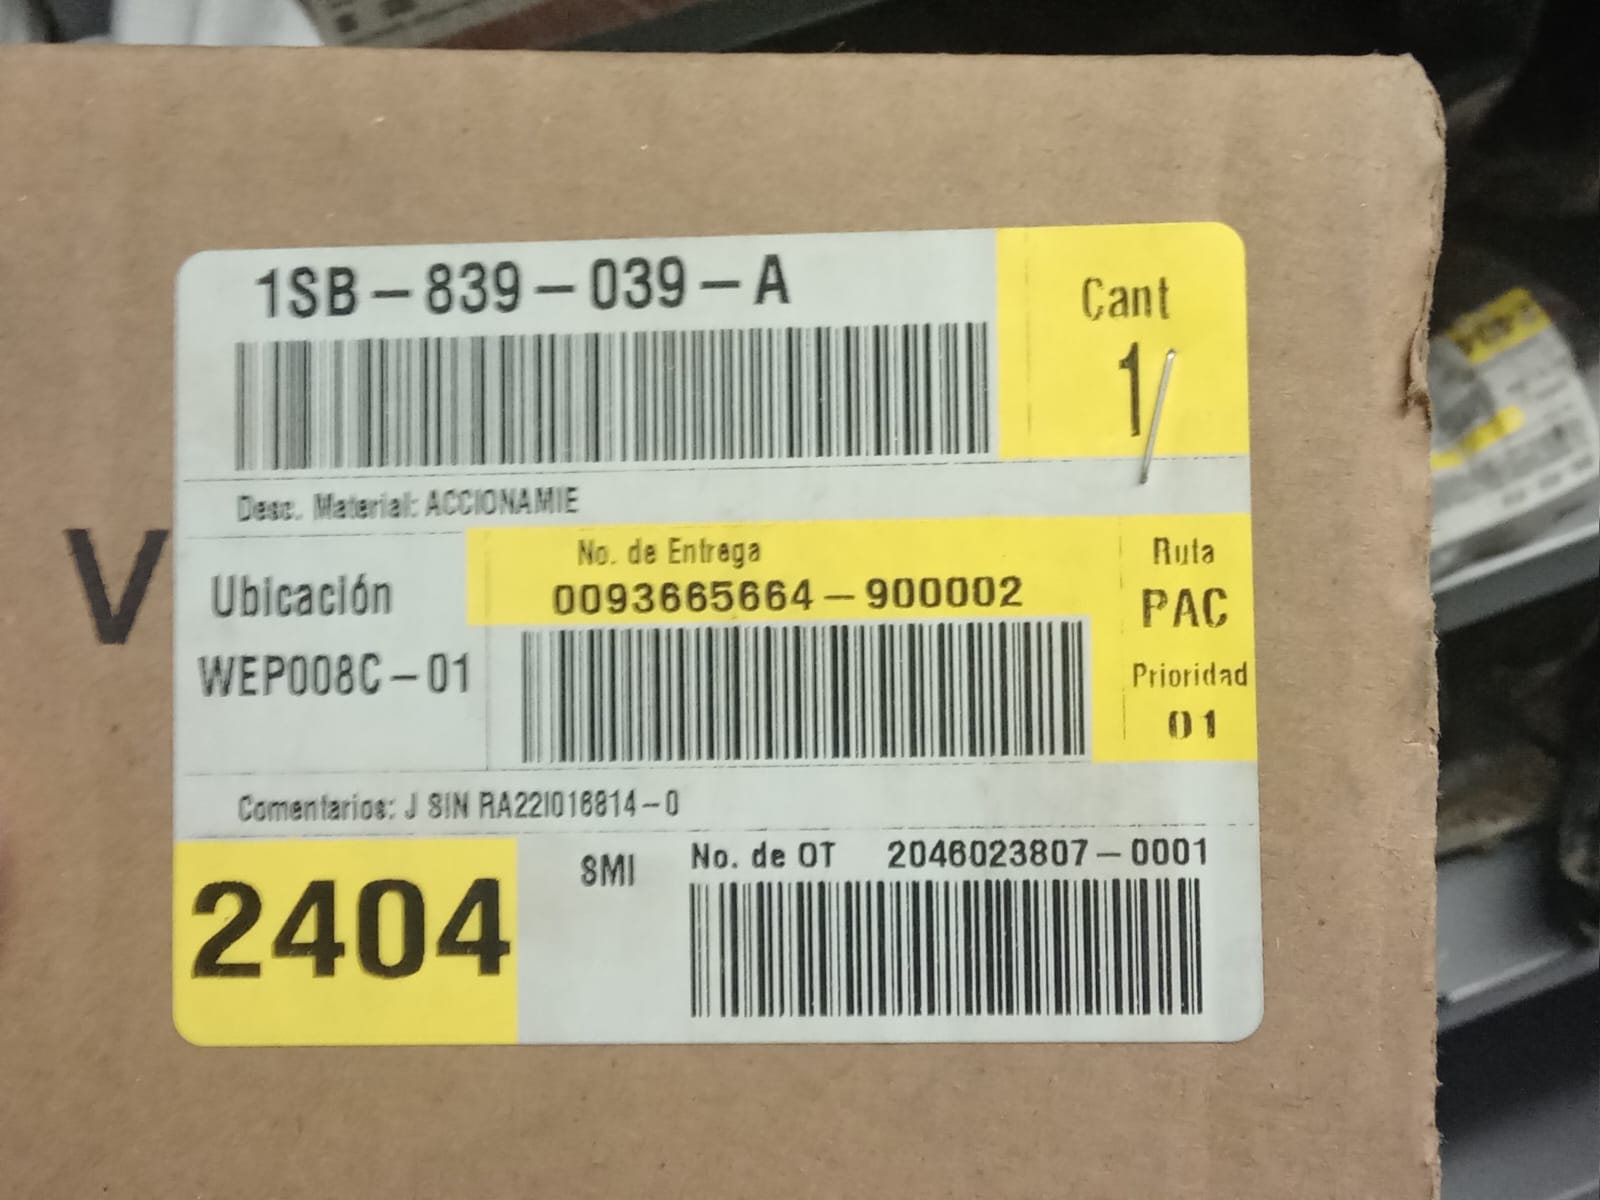 1SB-839-039-A
Cant
1
Desc. Material: ACCIONAMIE
No. de Entrega
0093665664-900002
Ruta
PAC
Ubicación
WEP008C-01
Prioridad
01
Comentarios: J SIN RA22I016814-0
2404
SMI
No. de OT 2046023807-0001
V